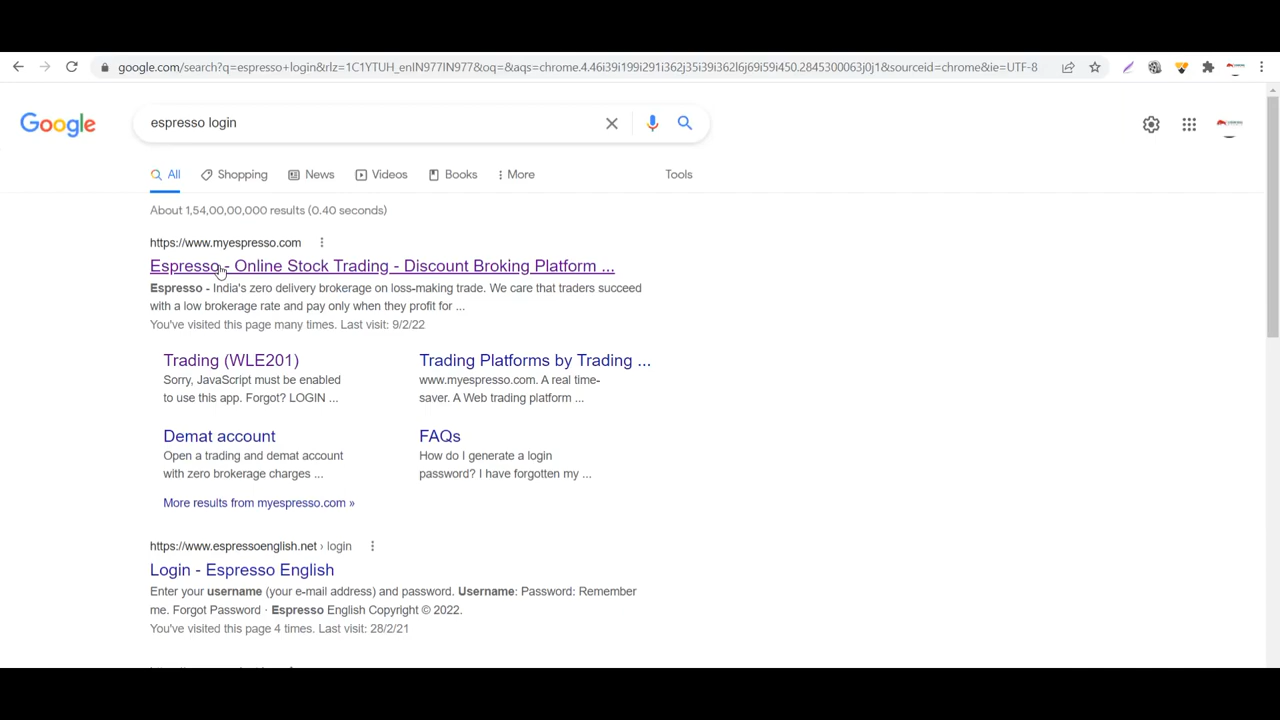 google.com/search?q=espresso+login&rlz=1C1YTUH_enIN977IN977&oq=&aqs=chrome.4.46i39i199i291i362j35i39i362l6j69i59i450.2845300063j0j1&sourceid=chrome&ie=UTF-8
Google
espresso login
All Shopping News Videos Books More Tools
About 1,54,00,00,000 results (0.40 seconds)
https://www.myespresso.com
Espresso - Online Stock Trading - Discount Broking Platform ...
Espresso - India's zero delivery brokerage on loss-making trade. We care that traders succeed
with a low brokerage rate and pay only when they profit for ...
You've visited this page many times. Last visit: 9/2/22
Trading (WLE201)
Sorry, JavaScript must be enabled
to use this app. Forgot? LOGIN ...
Trading Platforms by Trading ...
www.myespresso.com. A real time-
saver. A Web trading platform ...
Demat account
Open a trading and demat account
with zero brokerage charges ...
FAQs
How do I generate a login
password? I have forgotten my ...
More results from myespresso.com »
https://www.espressoenglish.net › login
Login - Espresso English
Enter your username (your e-mail address) and password. Username: Password: Remember
me. Forgot Password · Espresso English Copyright © 2022.
You've visited this page 4 times. Last visit: 28/2/21